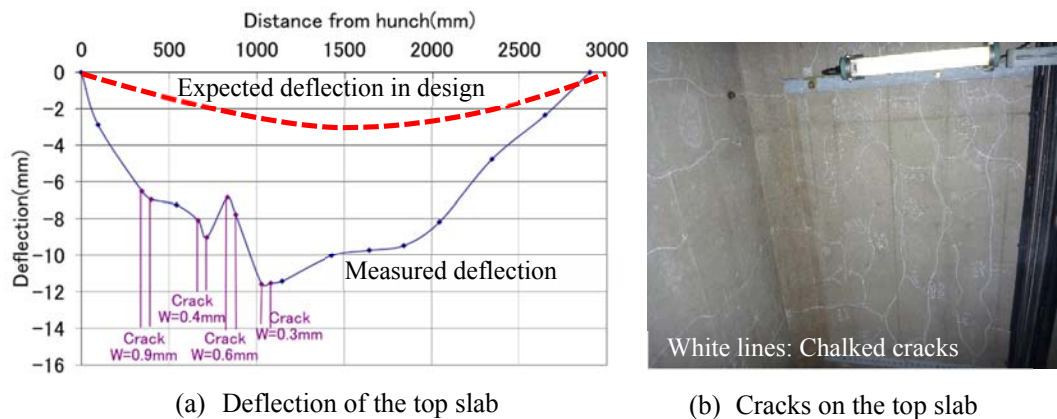 Distance from hunch(mm)
0 500 1000 1500 2000 2500 3000
0
-2
-4
-6
-8
-10
-12
-14
-16
Deflection(mm)
Expected deflection in design
Measured deflection
Crack
W=0.9mm
Crack
W=0.4mm
Crack
W=0.6mm
Crack
W=0.3mm
White lines: Chalked cracks
(a) Deflection of the top slab
(b) Cracks on the top slab